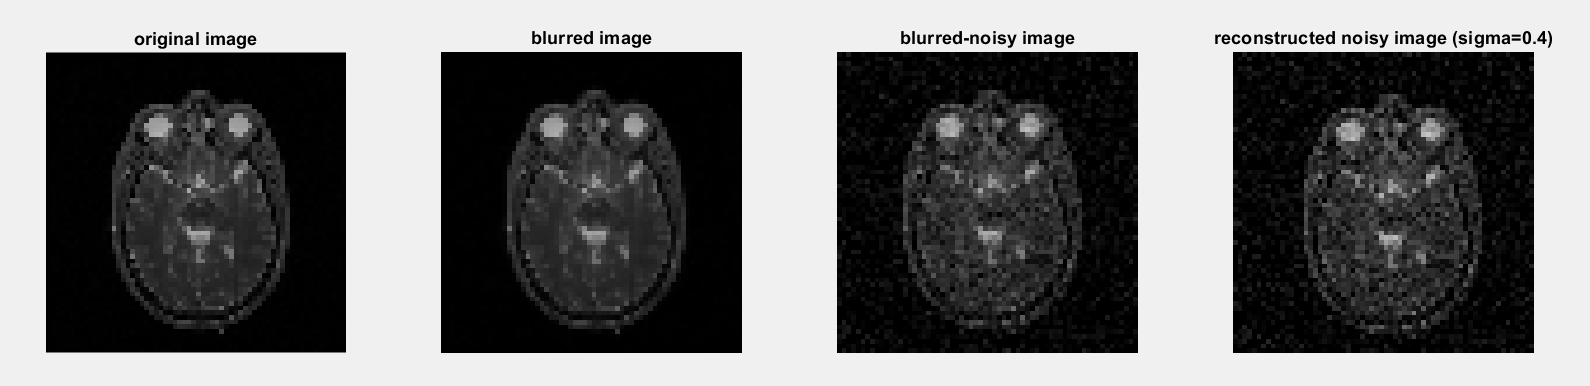 original image
blurred image
blurred-noisy image
reconstructed noisy image (sigma=0.4)